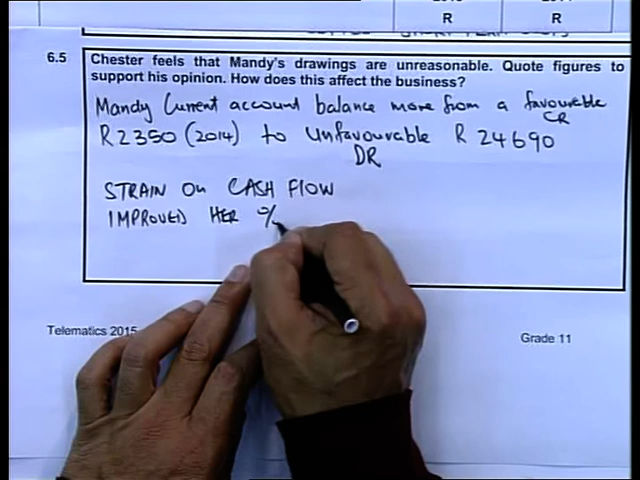 R R
6.5 Chester feels that Mandy's drawings are unreasonable. Quote figures to
support his opinion. How does this affect the business?
Mandy Current account balance move from a favourable
CR
R2350 (2014) to Unfavourable R 24690
DR
STRAIN ON CASH FLOW
IMPROVED HER %
Telematics 2015 Grade 11